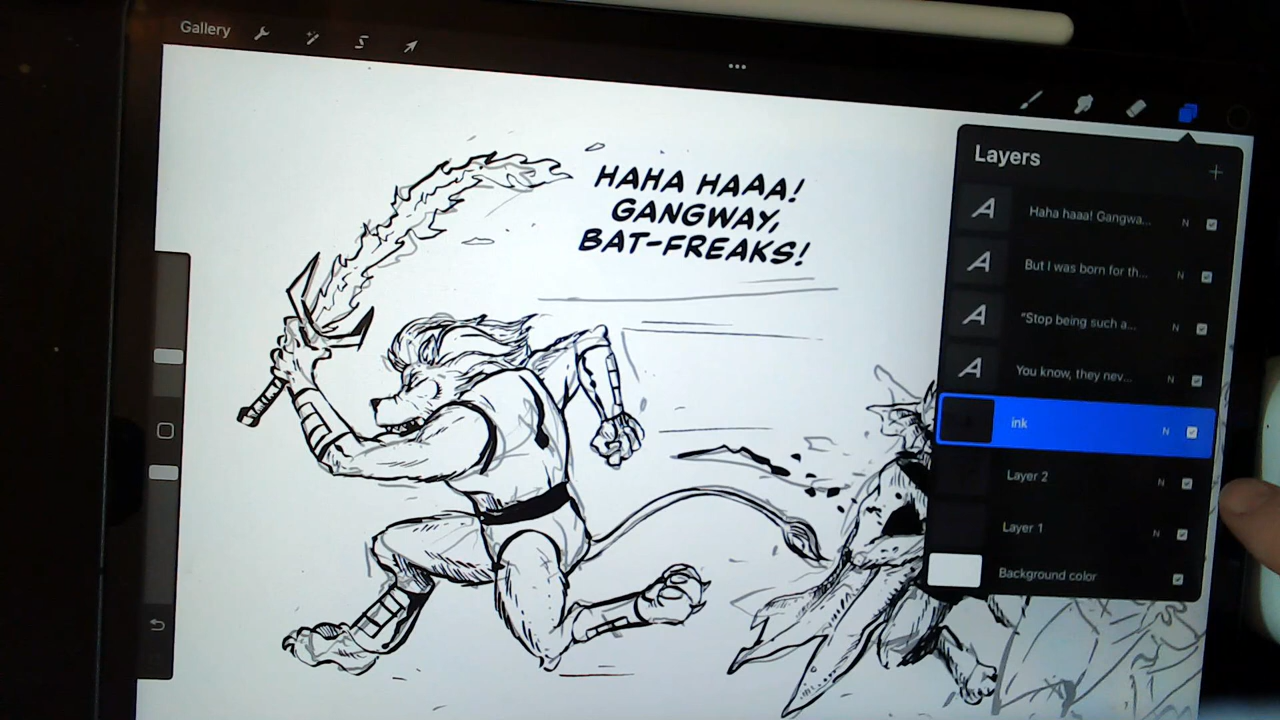 Gallery
HAHA HAAA!
GANGWAY,
BAT-FREAKS!
Layers
Haha haaa! Gangwa... N
But I was born for th... N
"Stop being such a... N
You know, they nev... N
ink N
Layer 2 N
Layer 1 N
Background color